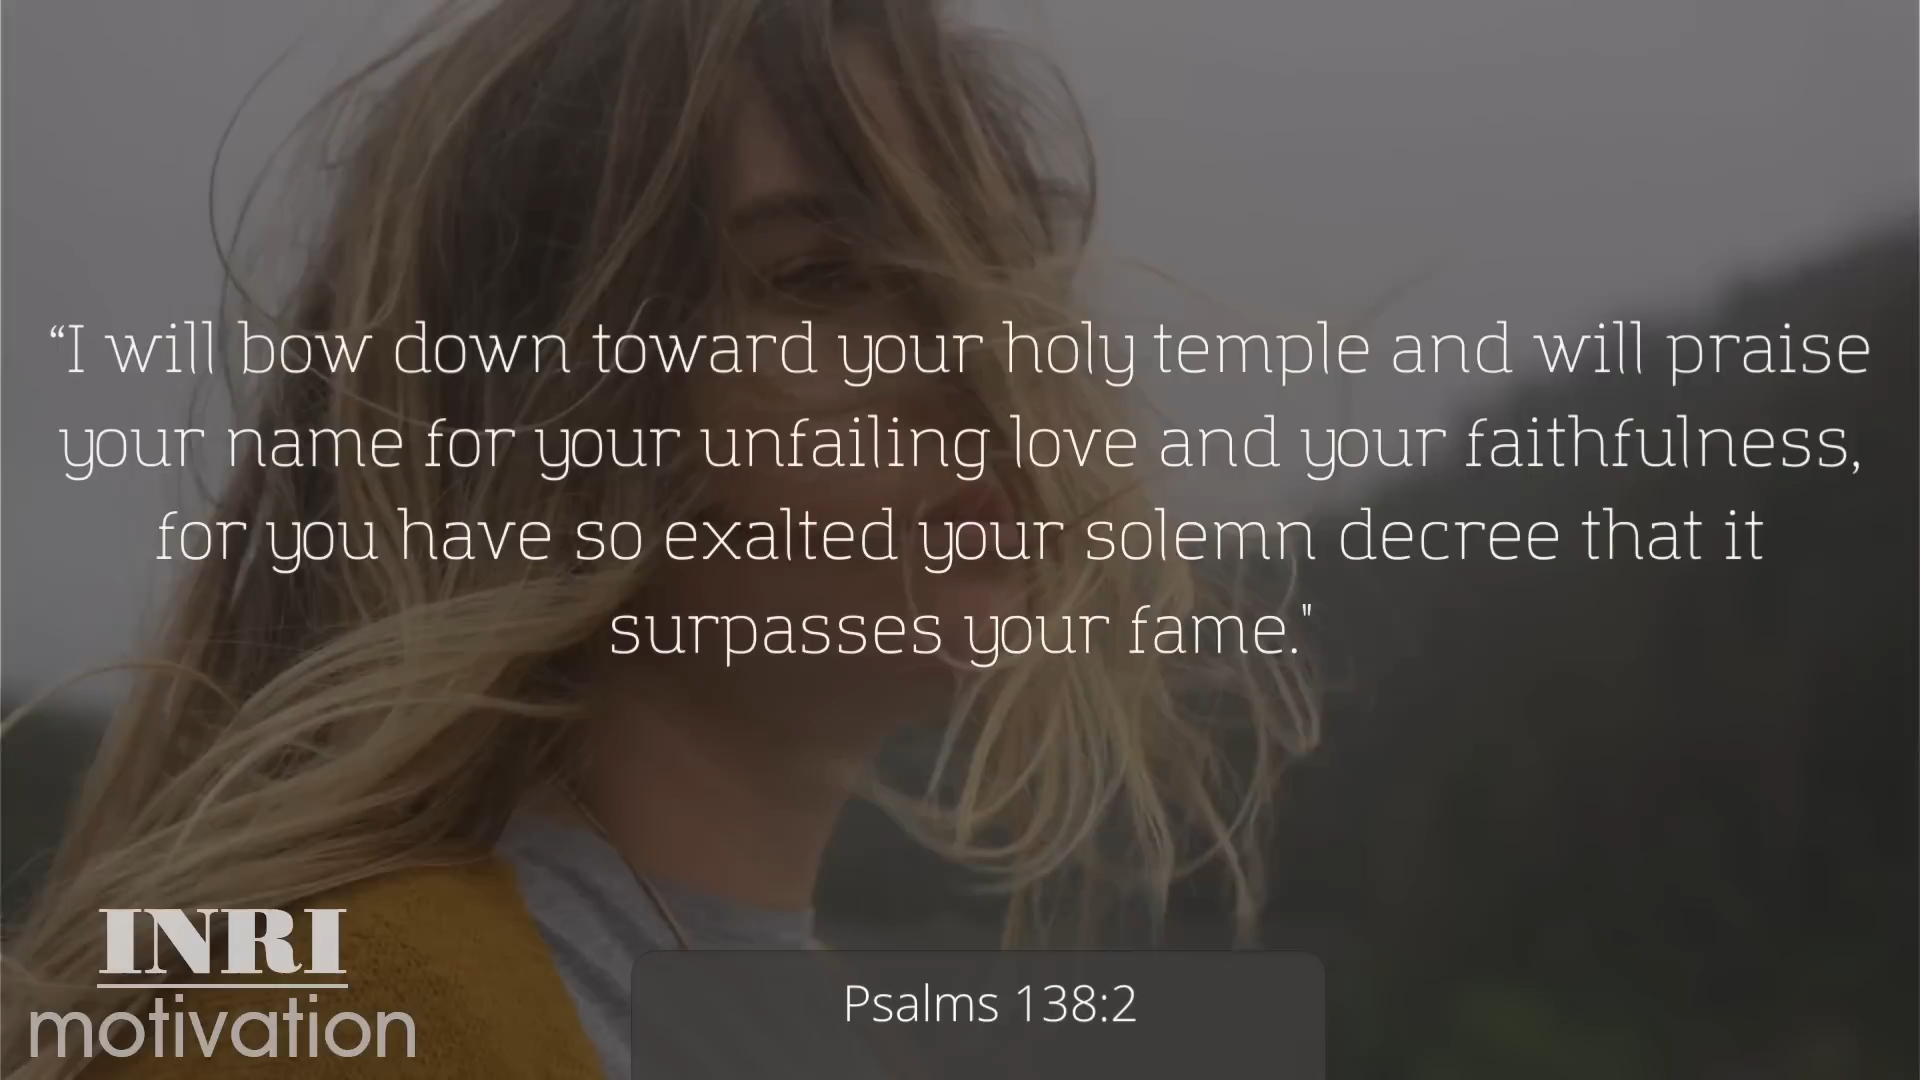 “I will bow down toward your holy temple and will praise
your name for your unfailing love and your faithfulness,
for you have so exalted your solemn decree that it
surpasses your fame."
INRI
motivation
Psalms 138:2